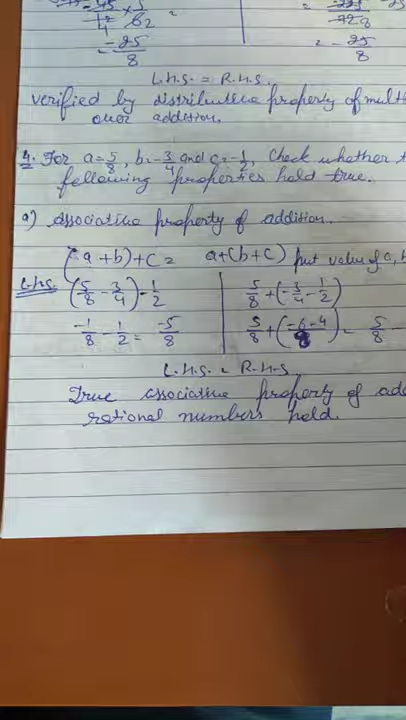 = -25/8
= -25/8
L.H.S. = R.H.S.
verified by distributive property of
over addition.
4. For a=5/8, b=-3/4 and c=-1/2, Check whether
following properties hold true.
a) Associative property of addition.
(a+b)+c = a+(b+c) put value of a, b
L.H.S. (5/8 - 3/4) - 1/2
5/8 + (-3/4 - 1/2)
-1/8 - 1/2 = -5/8
5/8 + (-6-4/8) = 5/8 -
L.H.S. = R.H.S.
True associative property of
rational numbers hold.